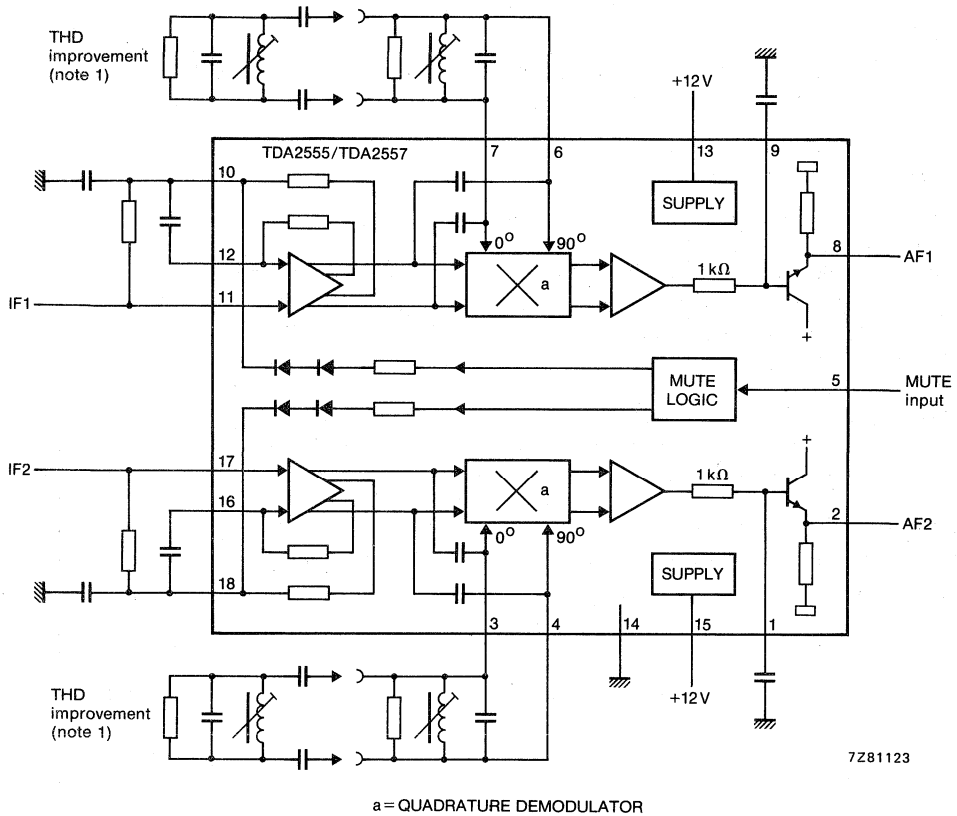 THD
improvement
(note 1)
+12V
TDA2555/TDA2557
7
6
13
9
10
SUPPLY
12
0°
90°
8
AF1
a
1 kΩ
IF1
11
+
MUTE
LOGIC
5
MUTE
input
IF2
17
+
a
1 kΩ
16
2
AF2
0°
90°
SUPPLY
18
3
4
14
15
1
THD
improvement
(note 1)
+12V
7Z81123
a = QUADRATURE DEMODULATOR